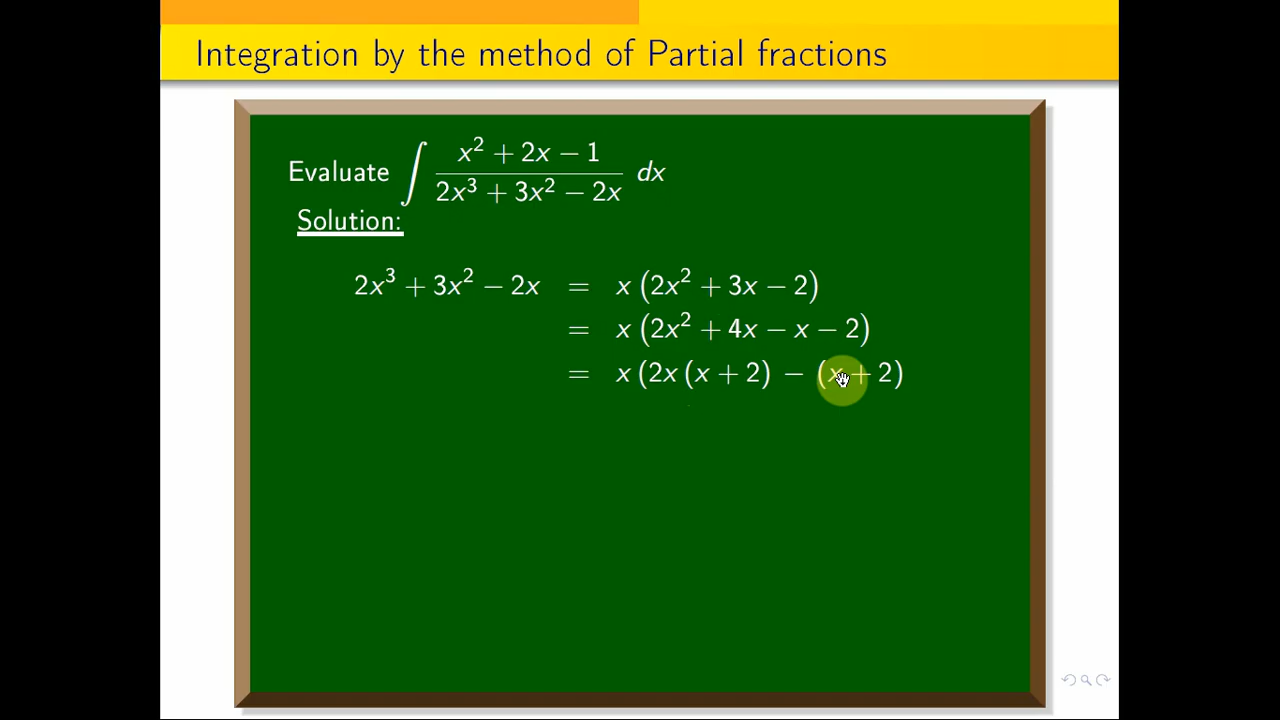 Integration by the method of Partial fractions
Evaluate ∫ (x² + 2x − 1)/(2x³ + 3x² − 2x) dx
Solution:
2x³ + 3x² − 2x = x (2x² + 3x − 2)
= x (2x² + 4x − x − 2)
= x (2x (x + 2) − (x + 2)